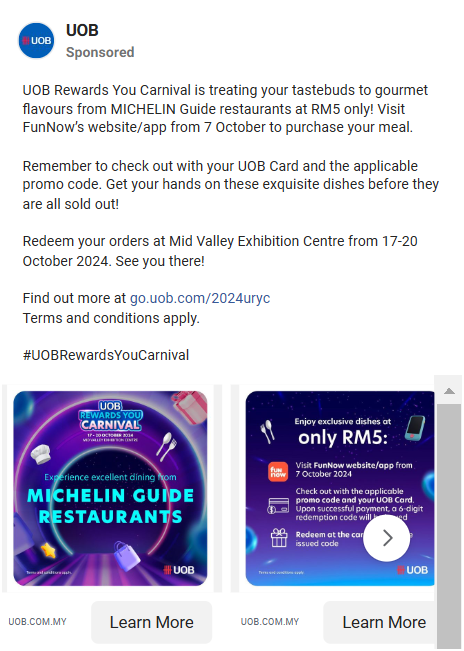 UOB
UOB
Sponsored
UOB Rewards You Carnival is treating your tastebuds to gourmet
flavours from MICHELIN Guide restaurants at RM5 only! Visit
FunNow’s website/app from 7 October to purchase your meal.
Remember to check out with your UOB Card and the applicable
promo code. Get your hands on these exquisite dishes before they
are all sold out!
Redeem your orders at Mid Valley Exhibition Centre from 17-20
October 2024. See you there!
Find out more at go.uob.com/2024uryc
Terms and conditions apply.
#UOBRewardsYouCarnival
UOB
REWARDS YOU
CARNIVAL
17 - 20 OCTOBER 2024
MID VALLEY EXHIBITION CENTRE
Experience excellent dining from
MICHELIN GUIDE
RESTAURANTS
Terms and conditions apply.
UOB
Enjoy exclusive dishes at
only RM5:
fun now
Visit FunNow website/app from
7 October 2024
Check out with the applicable
promo code and your UOB Card.
Upon successful payment, a 6-digit
redemption code will
Redeem at the
issued code
Terms and conditions apply.
UOB
UOB.COM.MY
Learn More
UOB.COM.MY
Learn More